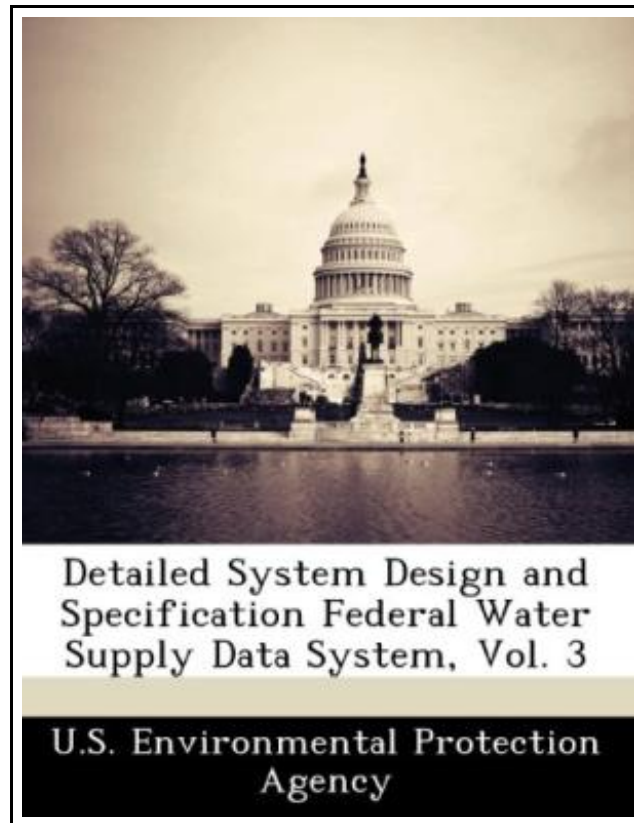 Detailed System Design and
Specification Federal Water
Supply Data System, Vol. 3
U.S. Environmental Protection
Agency